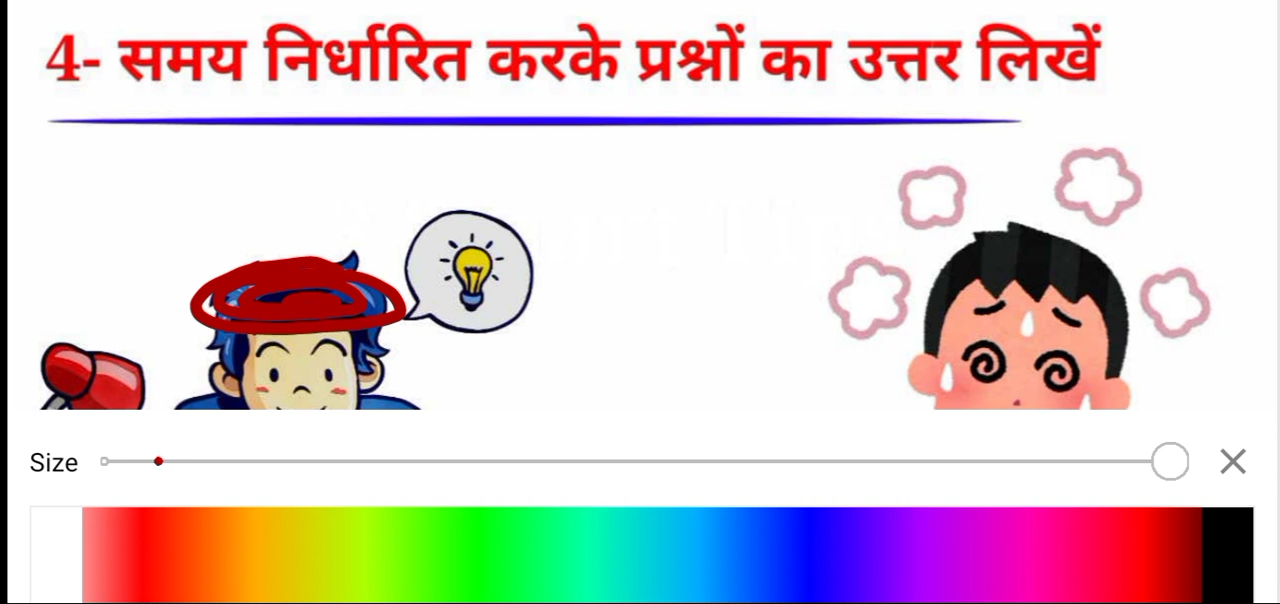 4- समय निर्धारित करके प्रश्नों का उत्तर लिखें
Size